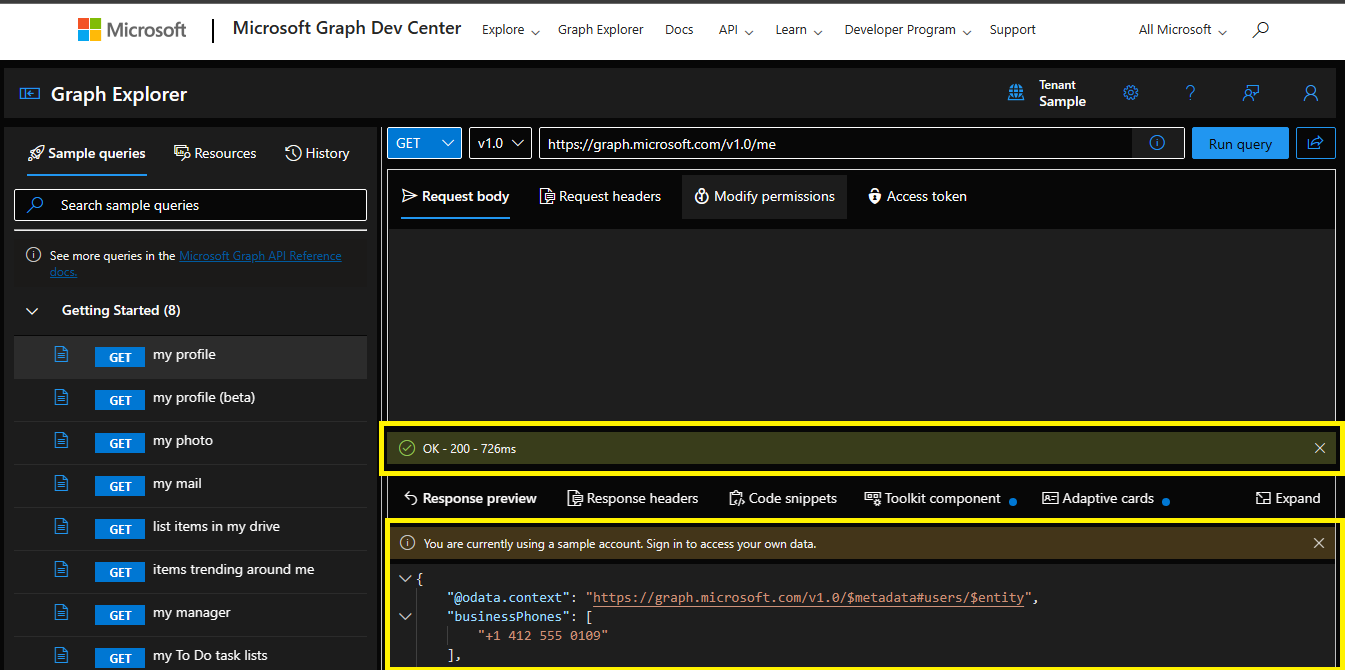 Microsoft
Microsoft Graph Dev Center
Explore
Graph Explorer
Docs
API
Learn
Developer Program
Support
All Microsoft
Graph Explorer
Tenant
Sample
Sample queries
Resources
History
Search sample queries
See more queries in the Microsoft Graph API Reference
docs.
Getting Started (8)
GET my profile
GET my profile (beta)
GET my photo
GET my mail
GET list items in my drive
GET items trending around me
GET my manager
GET my To Do task lists
GET
v1.0
https://graph.microsoft.com/v1.0/me
Run query
Request body
Request headers
Modify permissions
Access token
OK - 200 - 726ms
Response preview
Response headers
Code snippets
Toolkit component
Adaptive cards
Expand
You are currently using a sample account. Sign in to access your own data.
{
"@odata.context": "https://graph.microsoft.com/v1.0/$metadata#users/$entity",
"businessPhones": [
"+1 412 555 0109"
],